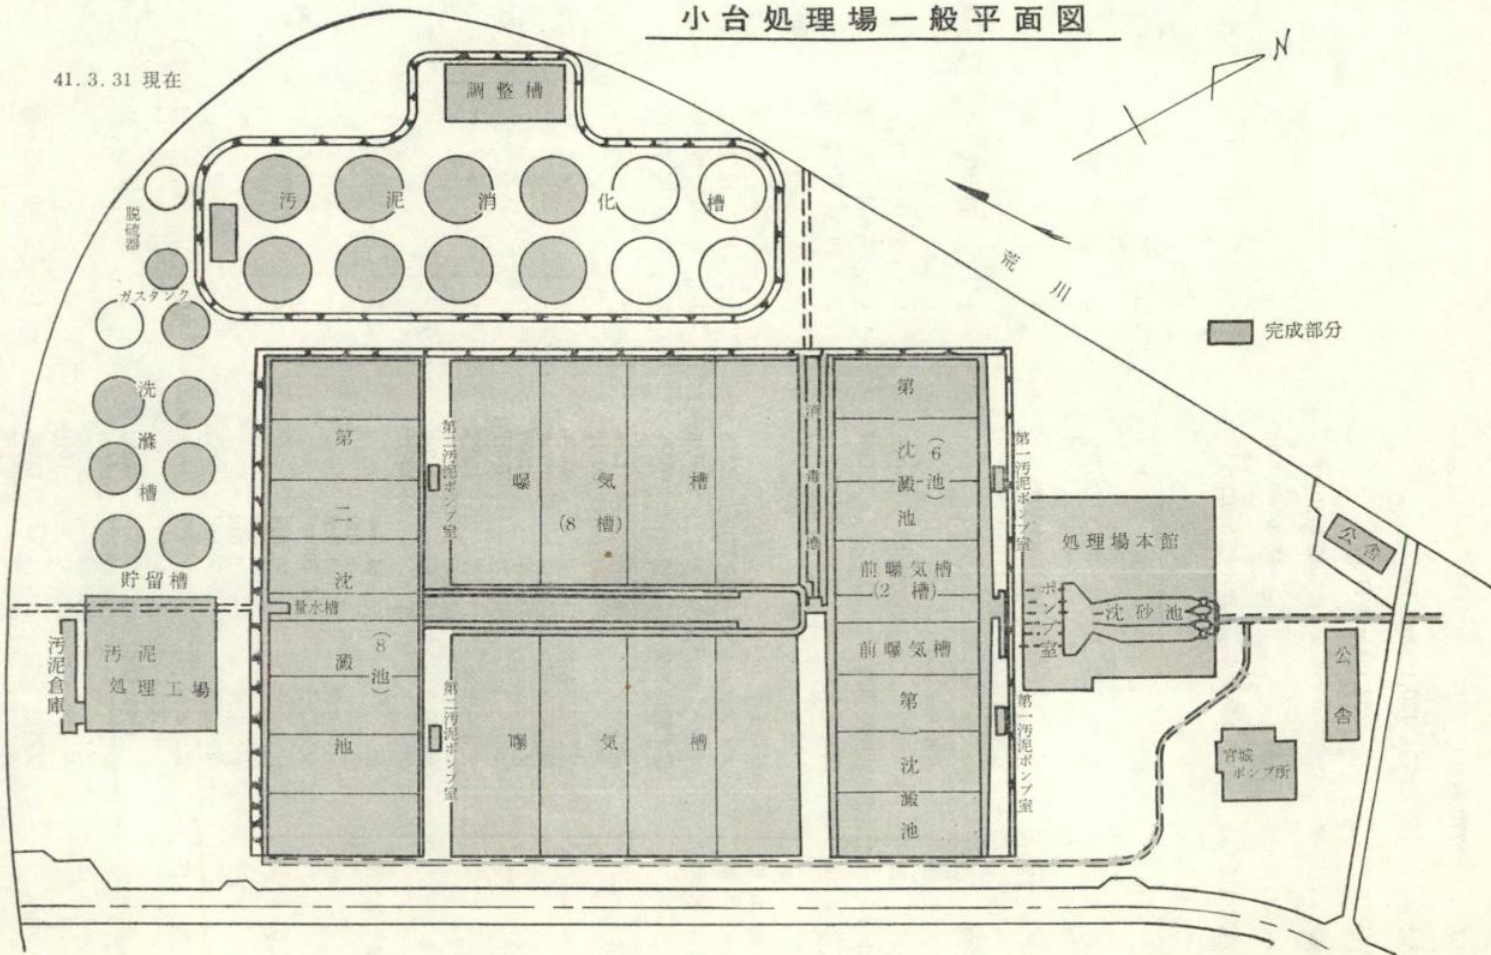 小台処理場一般平面図
41.3.31 現在
N
調整槽
汚泥消化槽
脱硫器
ガスタンク
荒川
完成部分
洗滌槽
貯留槽
汚泥倉庫
汚泥
処理工場
第二沈澱池
(8池)
量水槽
第二汚泥ポンプ室
曝気槽
(8 槽)
第二汚泥ポンプ室
曝気槽
消毒槽
第一沈澱池
(6池)
前曝気槽
(2 槽)
前曝気槽
第一沈澱池
第一汚泥ポンプ室
第一汚泥ポンプ室
処理場本館
ポンプ室
沈砂池
公舎
公舎
宮城
ポンプ所